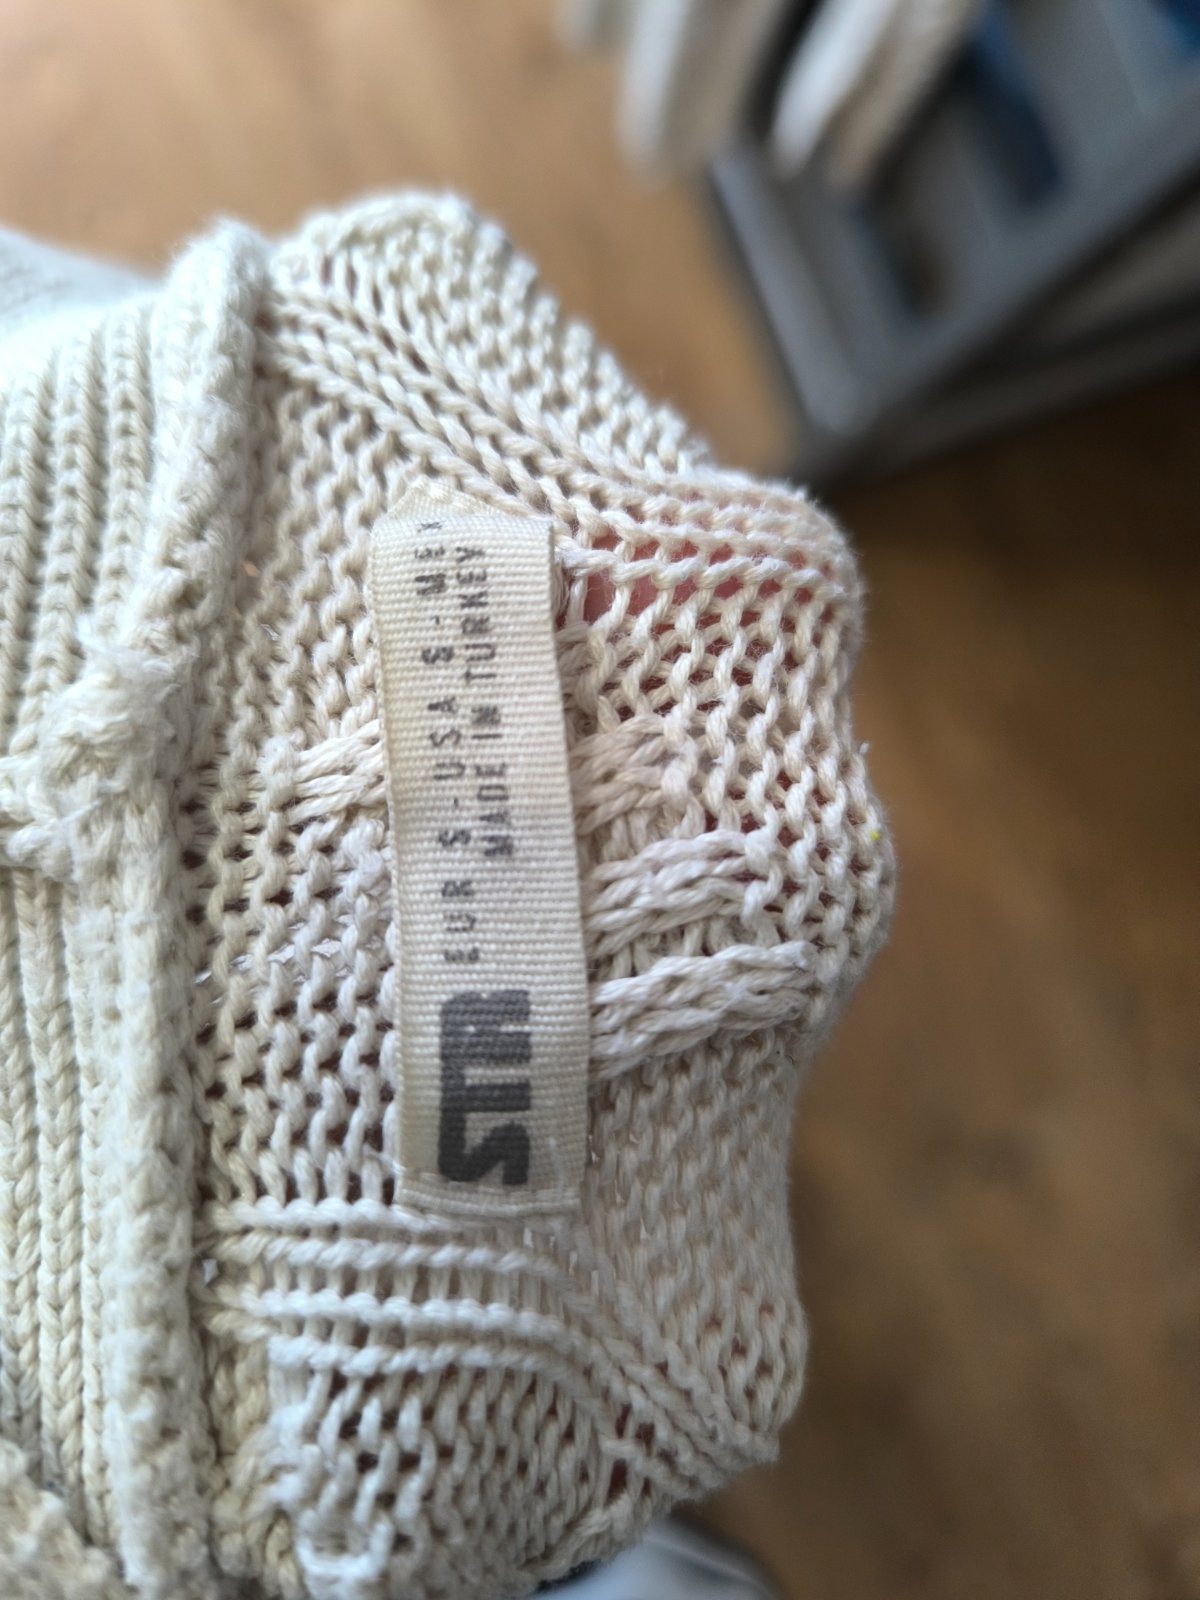 STR
EUR S - USA S - MEX
MADE IN TURKEY